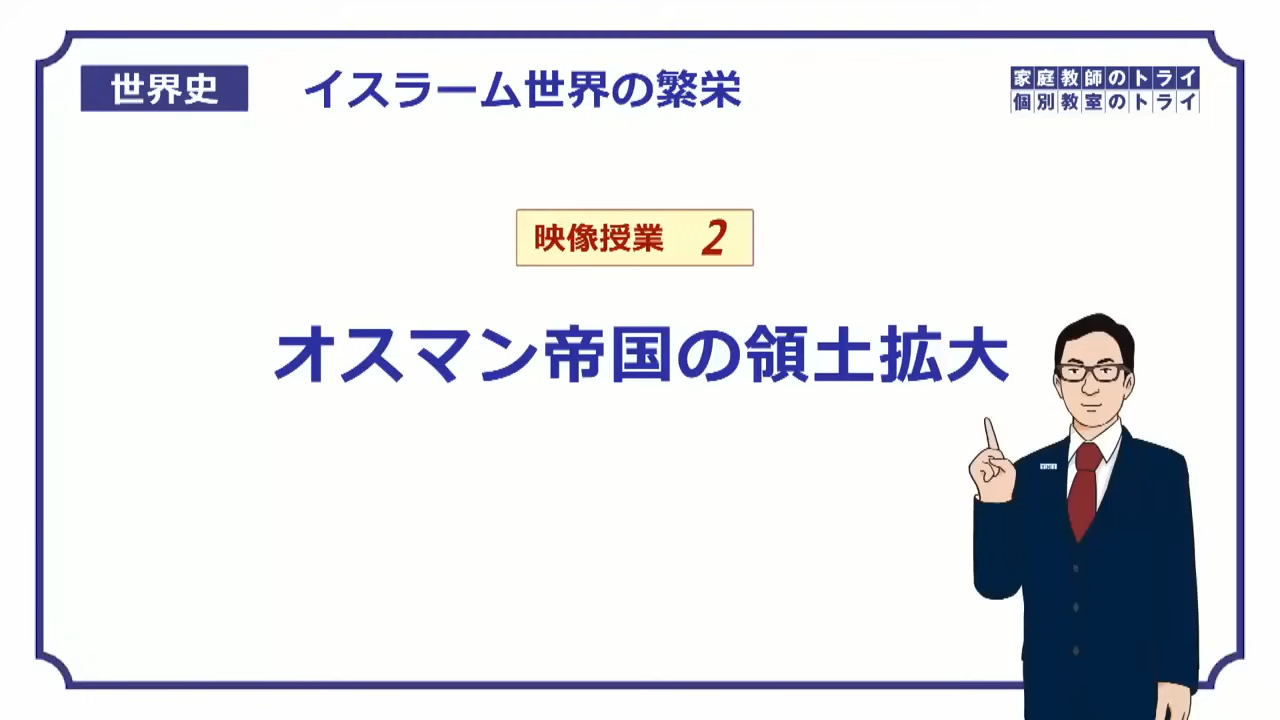 世界史 イスラーム世界の繁栄
家庭教師のトライ
個別教室のトライ
映像授業 2
オスマン帝国の領土拡大